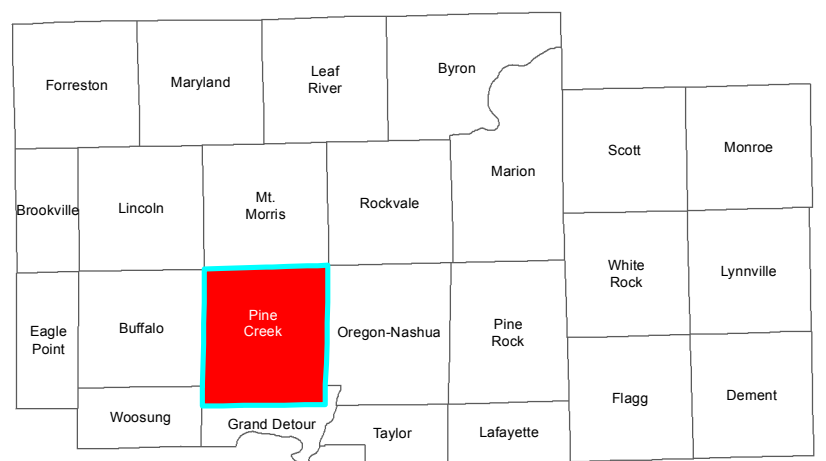 Forreston
Maryland
Leaf
River
Byron
Scott
Monroe
Brookville
Lincoln
Mt.
Morris
Rockvale
Marion
White
Rock
Lynnville
Eagle
Point
Buffalo
Pine
Creek
Oregon-Nashua
Pine
Rock
Flagg
Dement
Woosung
Grand Detour
Taylor
Lafayette